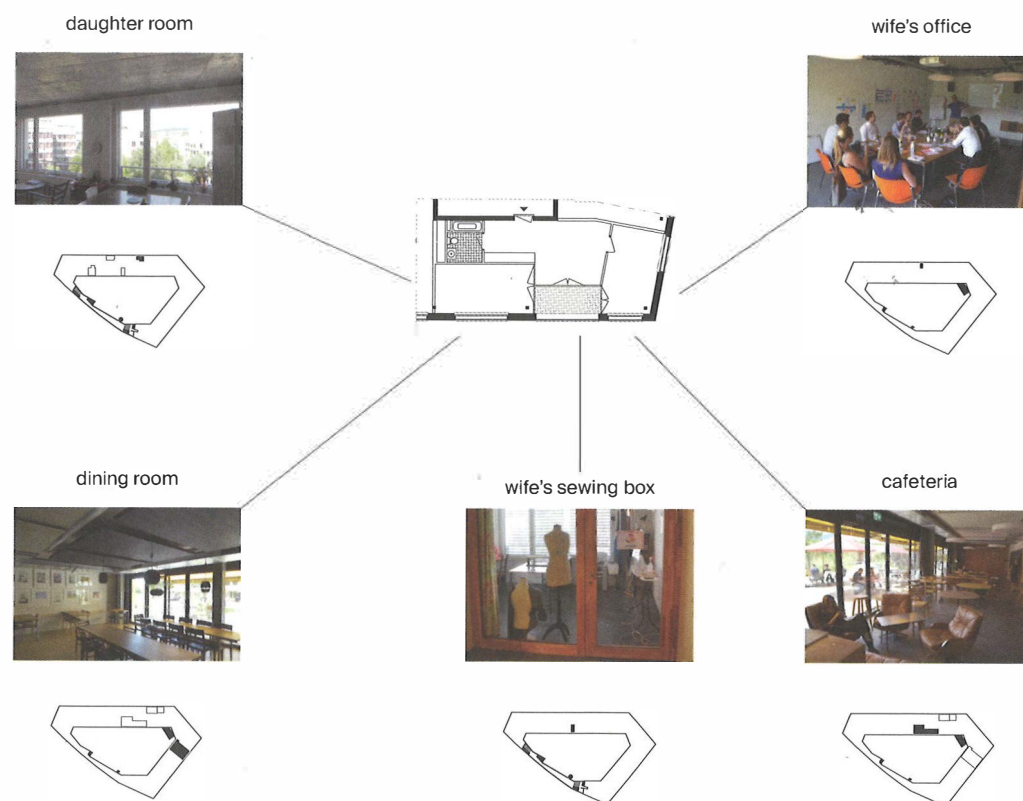 daughter room
wife's office
dining room
wife's sewing box
cafeteria